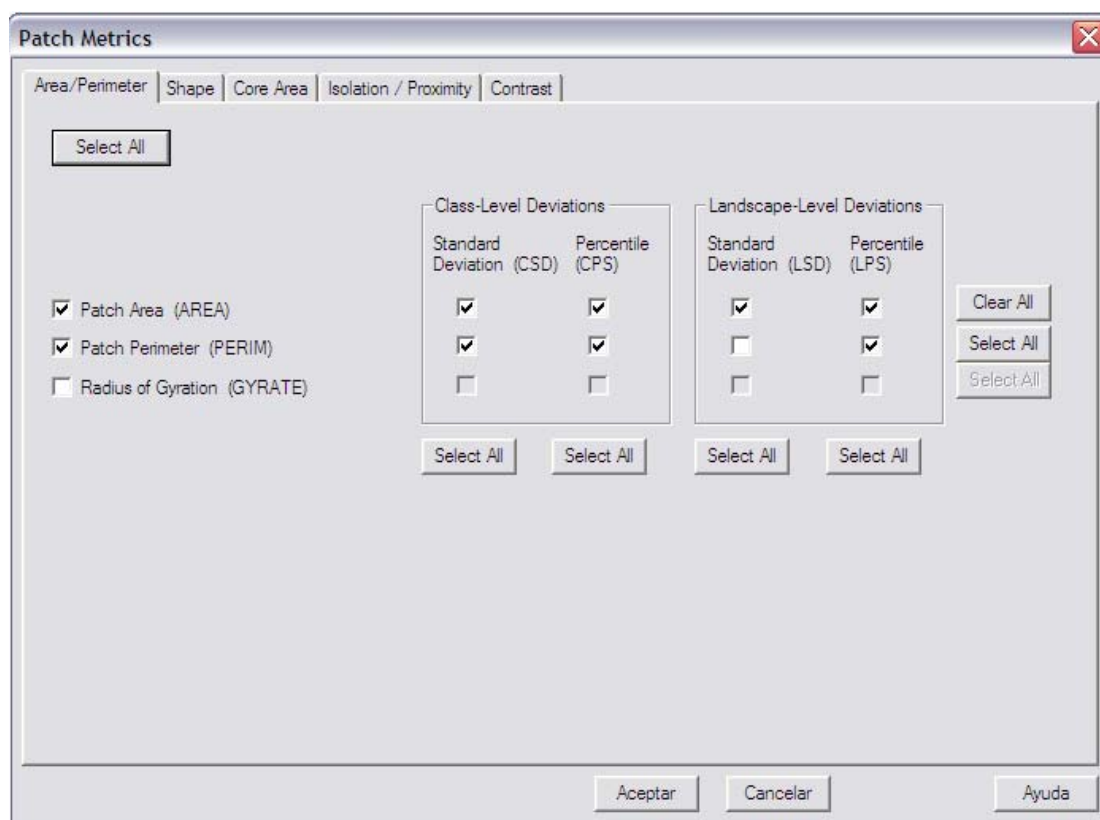 Patch Metrics
Area/Perimeter Shape Core Area Isolation / Proximity Contrast
Select All
Class-Level Deviations Landscape-Level Deviations
Standard Percentile Standard Percentile
Deviation (CSD) (CPS) Deviation (LSD) (LPS)
Patch Area (AREA) Clear All
Patch Perimeter (PERIM) Select All
Radius of Gyration (GYRATE) Select All
Select All Select All Select All Select All
Aceptar Cancelar Ayuda